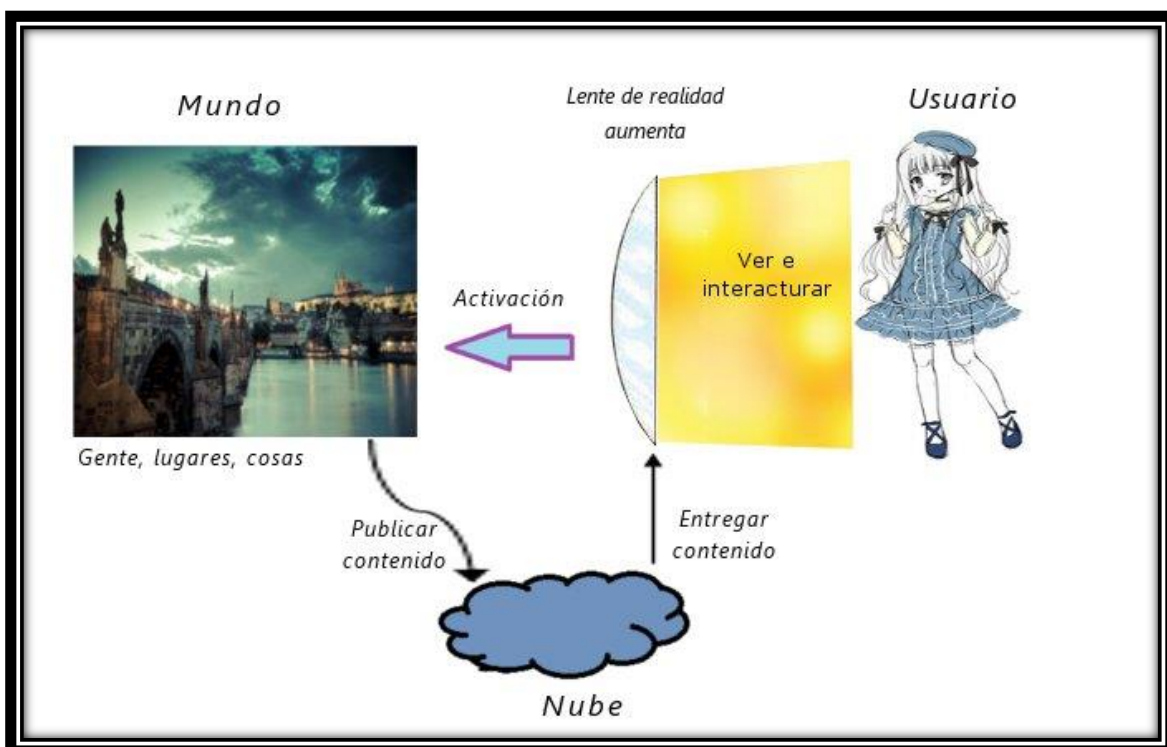 Mundo
Lente de realidad
aumenta
Usuario
Ver e
interacturar
Activación
Gente, lugares, cosas
Publicar
contenido
Entregar
contenido
Nube